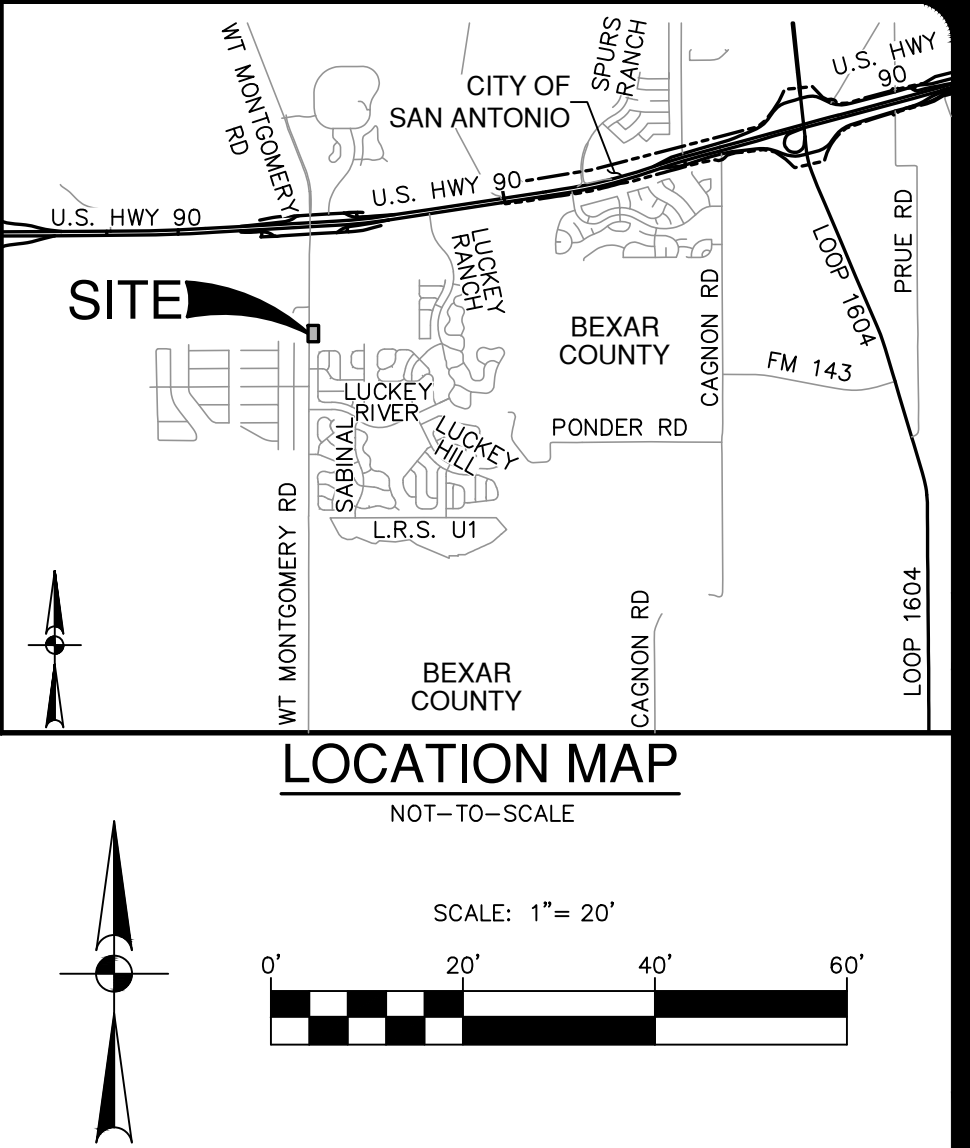 WT MONTGOMERY
RD
SPURS
RANCH
U.S. HWY
90
CITY OF
SAN ANTONIO
U.S. HWY 90
U.S. HWY 90
PRUE RD
LUCKEY
RANCH
LOOP 1604
SITE
CAGNON RD
BEXAR
COUNTY
FM 143
LUCKEY
RIVER
PONDER RD
LUCKEY
HILL
SABINAL
L.R.S. U1
WT MONTGOMERY RD
CAGNON RD
LOOP 1604
BEXAR
COUNTY
LOCATION MAP
NOT-TO-SCALE
SCALE: 1"= 20'
0' 20' 40' 60'